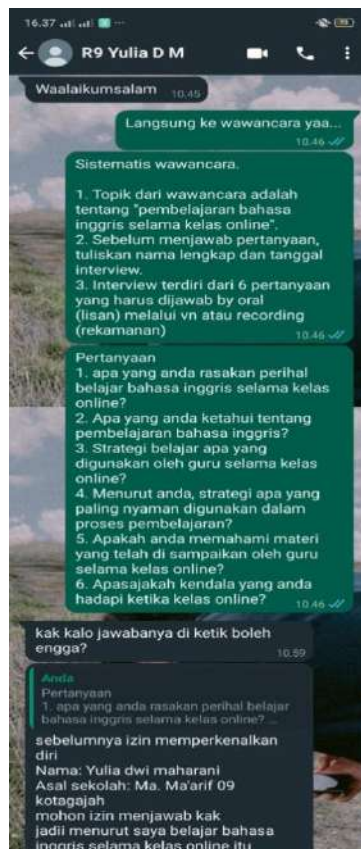 16.37
R9 Yulia D M
Waalaikumsalam 10.45
Langsung ke wawancara yaa...
10.46
Sistematis wawancara.
1. Topik dari wawancara adalah
tentang "pembelajaran bahasa
inggris selama kelas online".
2. Sebelum menjawab pertanyaan,
tuliskan nama lengkap dan tanggal
interview.
3. Interview terdiri dari 6 pertanyaan
yang harus dijawab by oral
(lisan) melalui vn atau recording
(rekamanan) 10.46
Pertanyaan
1. apa yang anda rasakan perihal
belajar bahasa inggris selama kelas
online?
2. Apa yang anda ketahui tentang
pembelajaran bahasa inggris?
3. Strategi belajar apa yang
digunakan oleh guru selama kelas
online?
4. Menurut anda, strategi apa yang
paling nyaman digunakan dalam
proses pembelajaran?
5. Apakah anda memahami materi
yang telah di sampaikan oleh guru
selama kelas online?
6. Apasajakah kendala yang anda
hadapi ketika kelas online? 10.46
kak kalo jawabanya di ketik boleh
engga? 10.59
Anda
Pertanyaan
1. apa yang anda rasakan perihal belajar
bahasa inggris selama kelas online? ...
sebelumnya izin memperkenalkan
diri
Nama: Yulia dwi maharani
Asal sekolah: Ma. Ma'arif 09
kotagajah
mohon izin menjawab kak
jadii menurut saya belajar bahasa
inggris selama kelas online itu